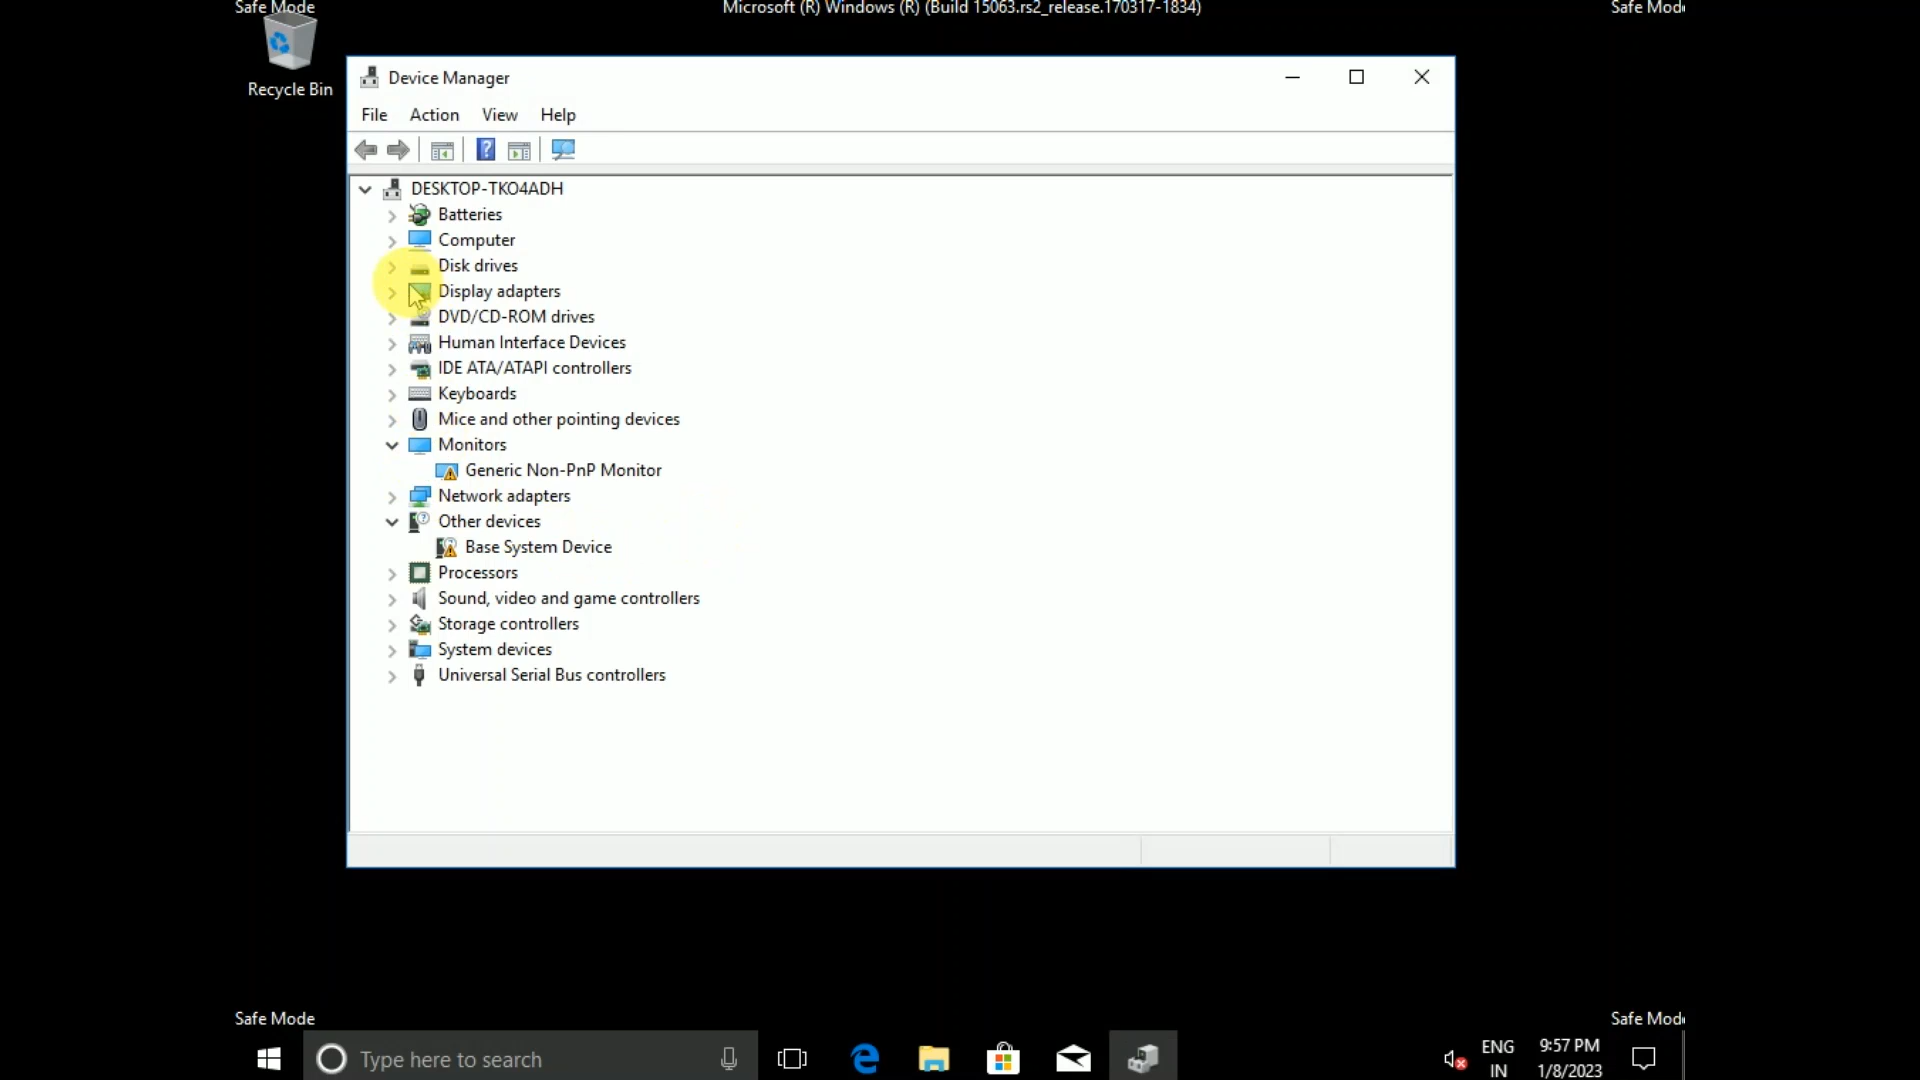 Safe Mode
Microsoft (R) Windows (R) (Build 15063.rs2_release.170317-1834)
Safe Mod
Recycle Bin
Device Manager
File Action View Help
DESKTOP-TKO4ADH
Batteries
Computer
Disk drives
Display adapters
DVD/CD-ROM drives
Human Interface Devices
IDE ATA/ATAPI controllers
Keyboards
Mice and other pointing devices
Monitors
Generic Non-PnP Monitor
Network adapters
Other devices
Base System Device
Processors
Sound, video and game controllers
Storage controllers
System devices
Universal Serial Bus controllers
Safe Mode
Safe Mod
Type here to search
ENG
IN
9:57 PM
1/8/2023